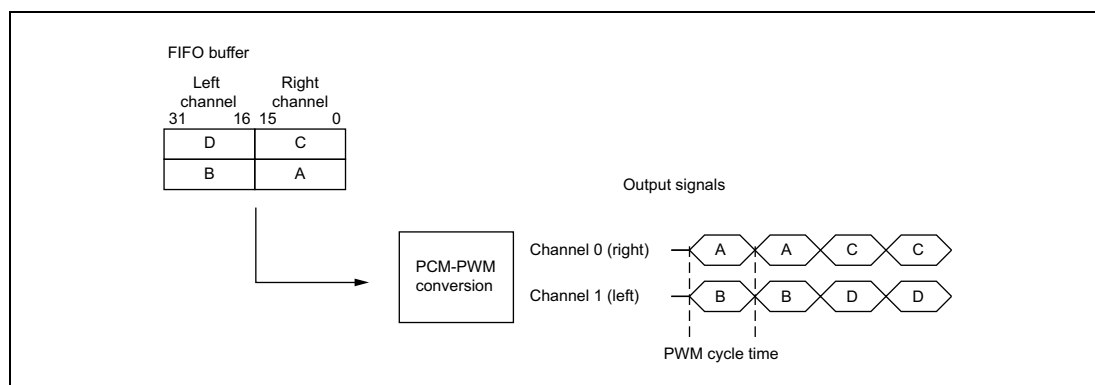 FIFO buffer
Left channel
Right channel
31 16 15 0
D C
B A
Output signals
PCM-PWM conversion
Channel 0 (right) A A C C
Channel 1 (left) B B D D
PWM cycle time